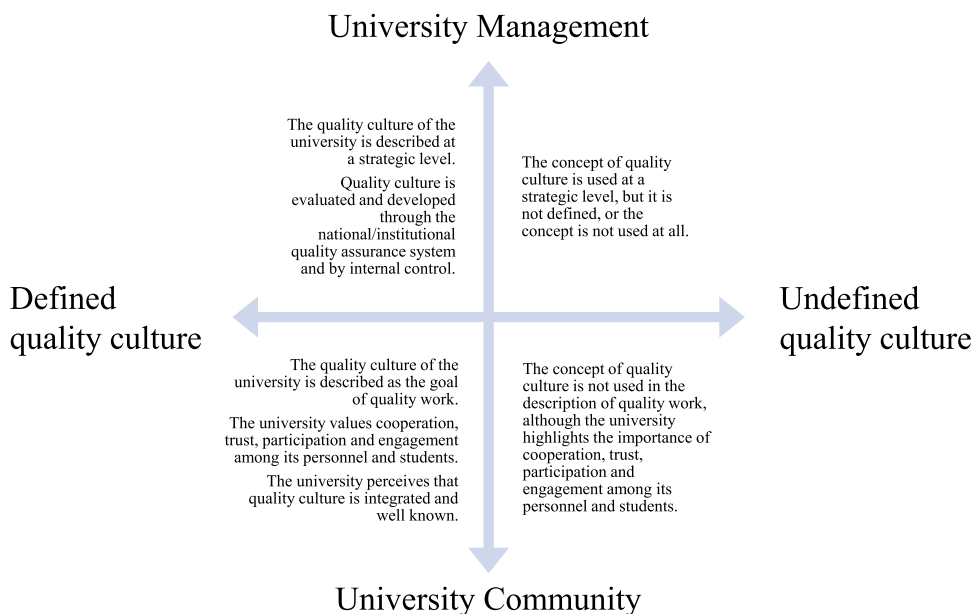 University Management
The quality culture of the
university is described at
a strategic level.
Quality culture is
evaluated and developed
through the
national/institutional
quality assurance system
and by internal control.
The concept of quality
culture is used at a
strategic level, but it is
not defined, or the
concept is not used at all.
Defined
quality culture
Undefined
quality culture
The quality culture of the
university is described as the goal
of quality work.
The university values cooperation,
trust, participation and engagement
among its personnel and students.
The university perceives that
quality culture is integrated and
well known.
The concept of quality
culture is not used in the
description of quality work,
although the university
highlights the importance of
cooperation, trust,
participation and
engagement among its
personnel and students.
University Community